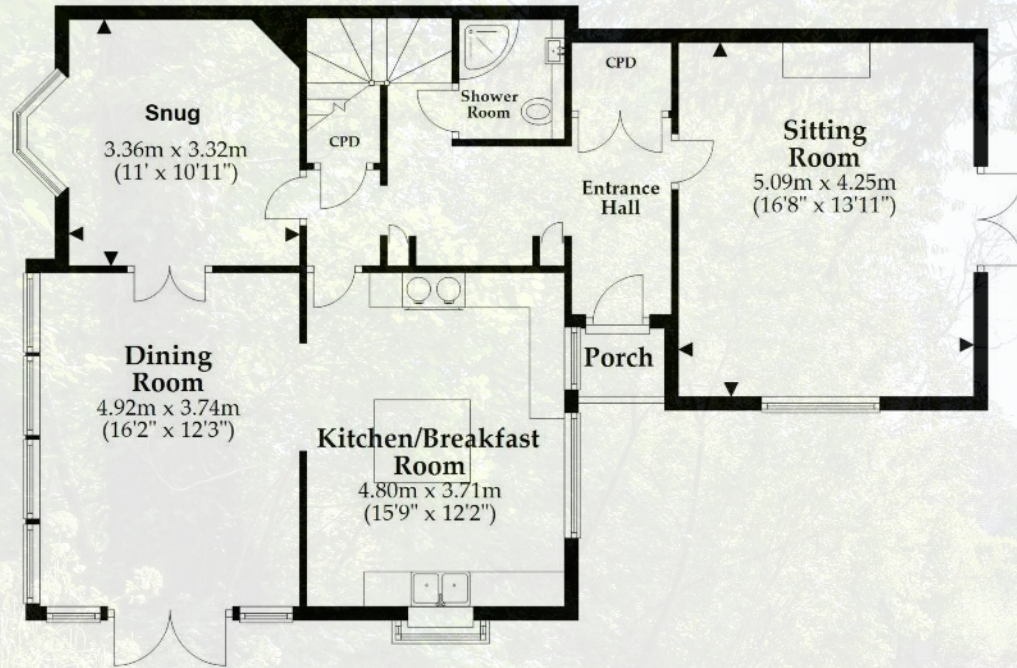 Snug
3.36m x 3.32m
(11' x 10'11")
CPD
Shower
Room
CPD
Entrance
Hall
Sitting
Room
5.09m x 4.25m
(16'8" x 13'11")
Dining
Room
4.92m x 3.74m
(16'2" x 12'3")
Kitchen/Breakfast
Room
4.80m x 3.71m
(15'9" x 12'2")
Porch